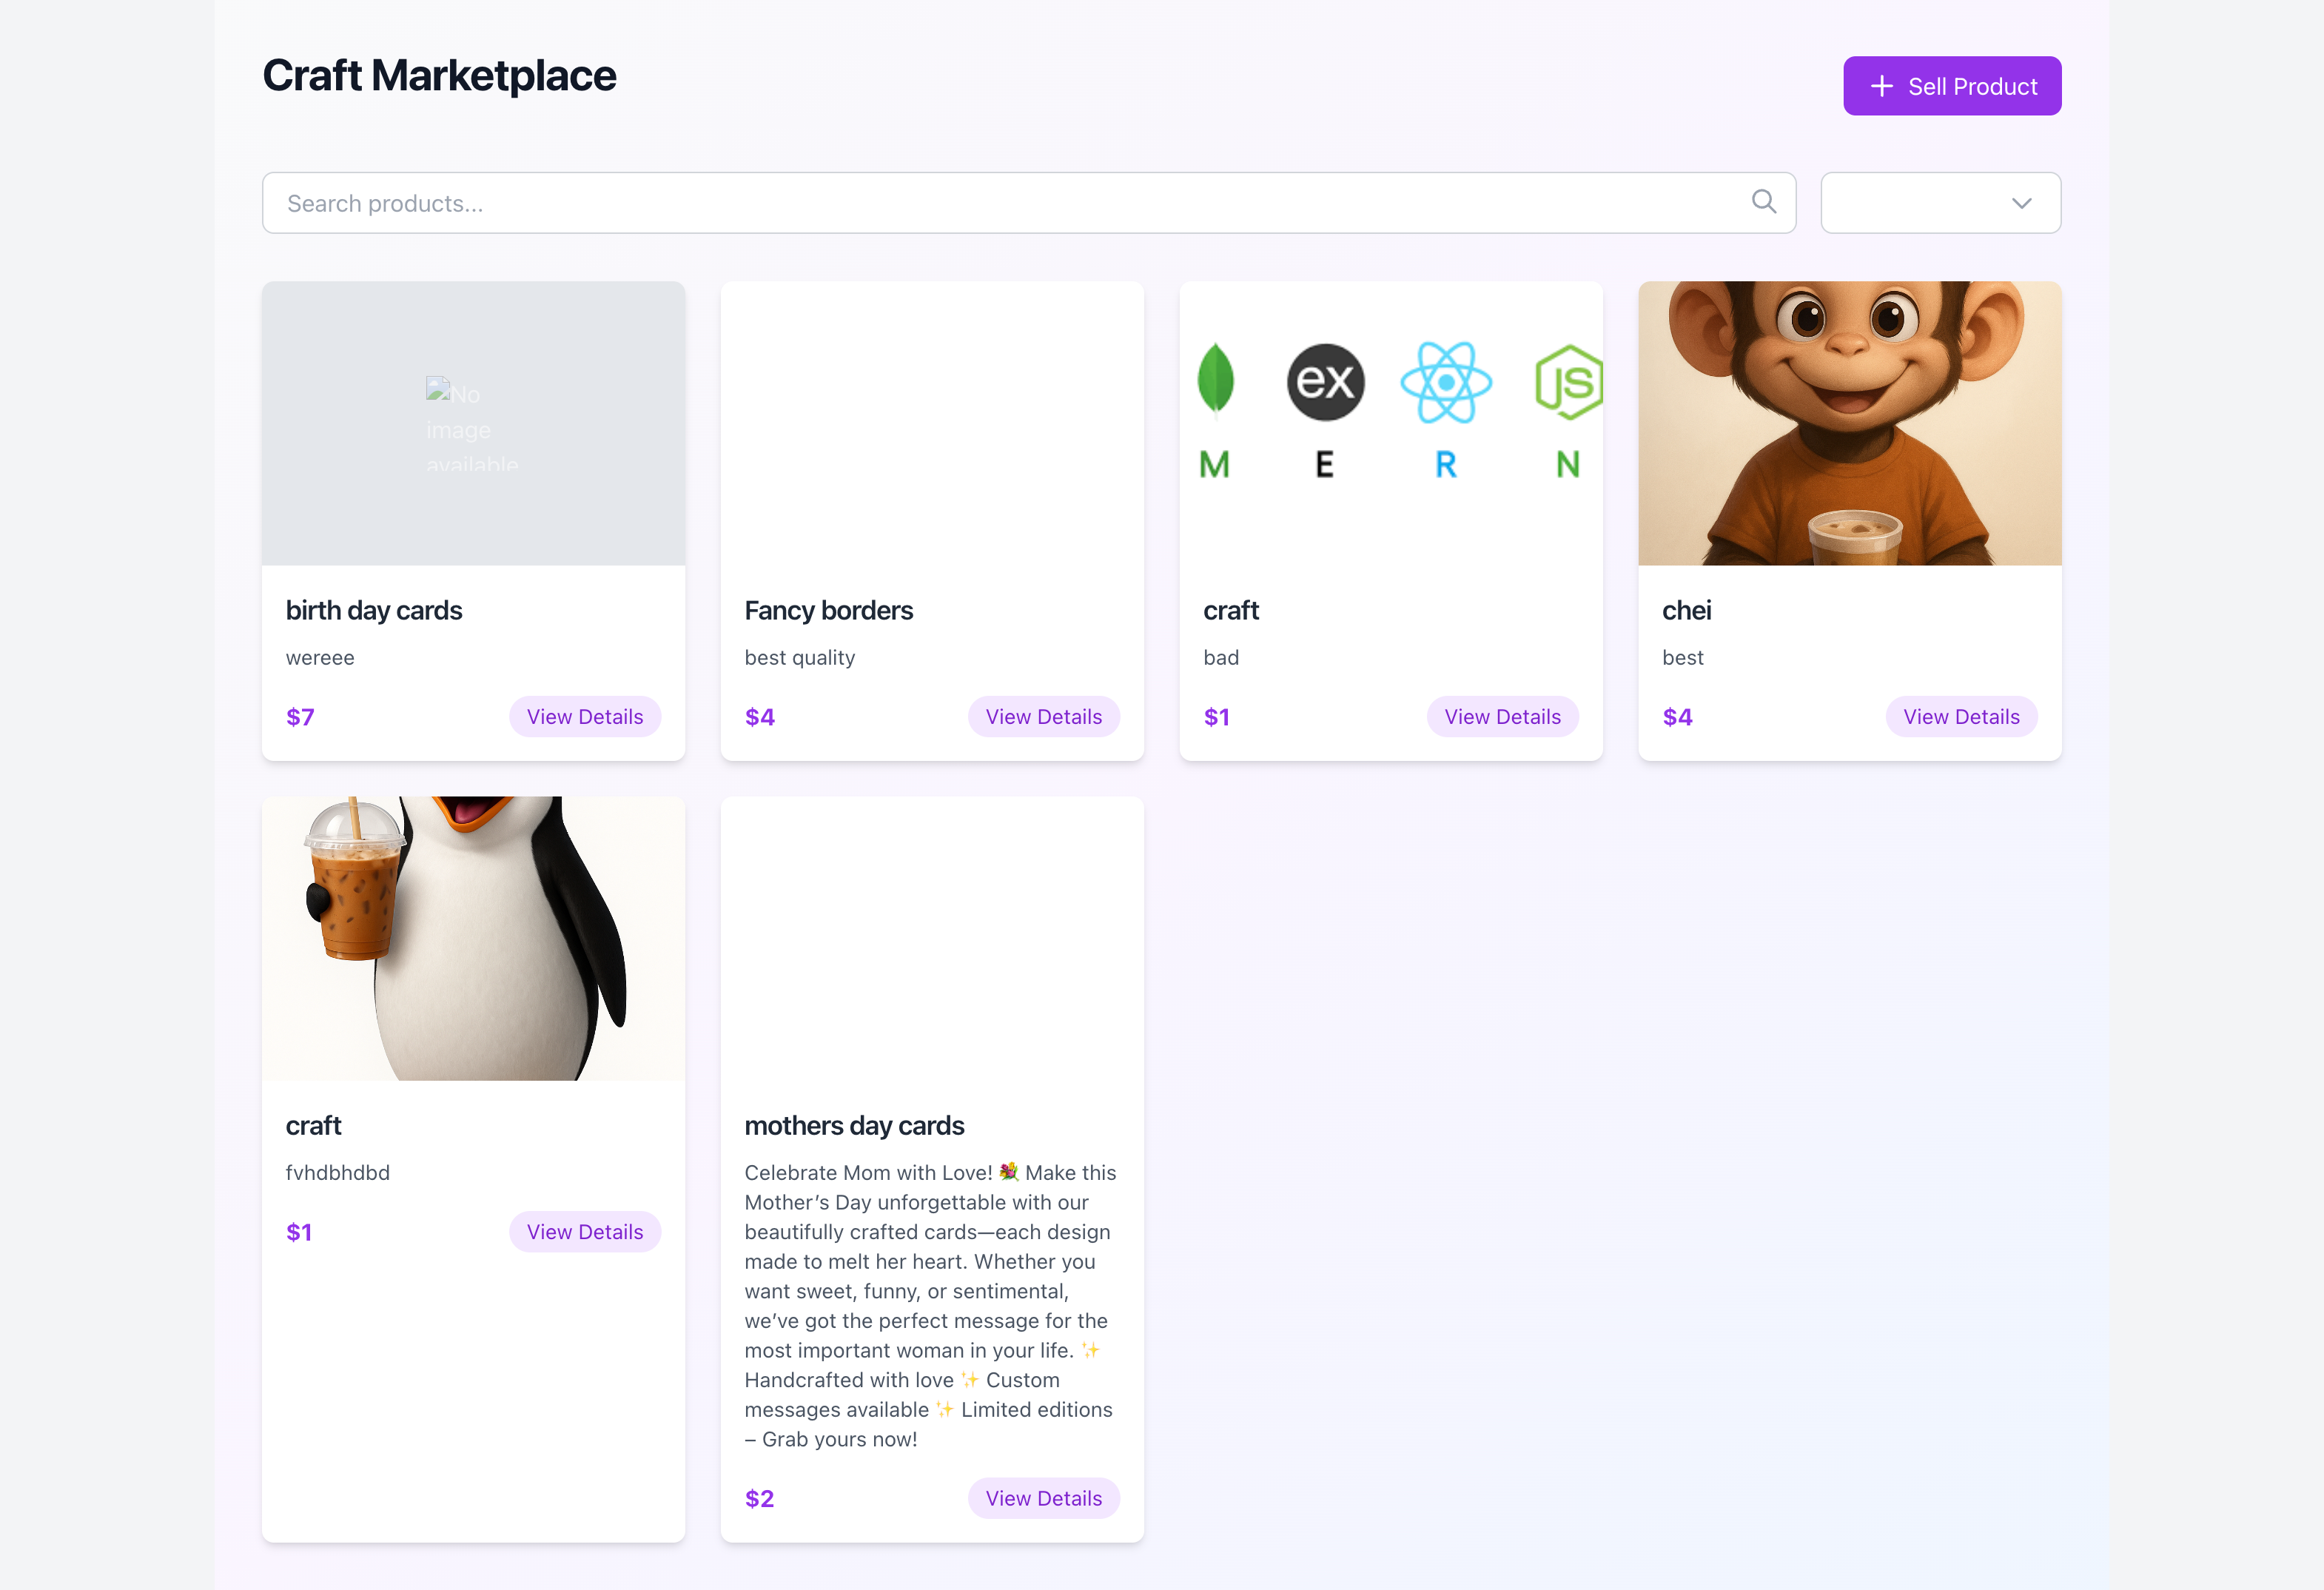 Craft Marketplace
+ Sell Product
Search products...
No
image
available
ex
JS
M E R N
birth day cards
wereee
$7
View Details
Fancy borders
best quality
$4
View Details
craft
bad
$1
View Details
chei
best
$4
View Details
craft
fvhdbhdbd
$1
View Details
mothers day cards
Celebrate Mom with Love! 💐 Make this
Mother’s Day unforgettable with our
beautifully crafted cards—each design
made to melt her heart. Whether you
want sweet, funny, or sentimental,
we’ve got the perfect message for the
most important woman in your life. ✨
Handcrafted with love ✨ Custom
messages available ✨ Limited editions
– Grab yours now!
$2
View Details